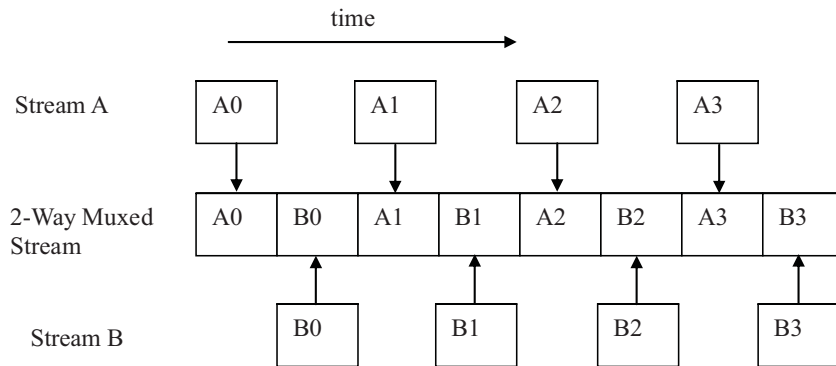 time
Stream A
A0 A1 A2 A3
2-Way Muxed
Stream
A0 B0 A1 B1 A2 B2 A3 B3
Stream B
B0 B1 B2 B3